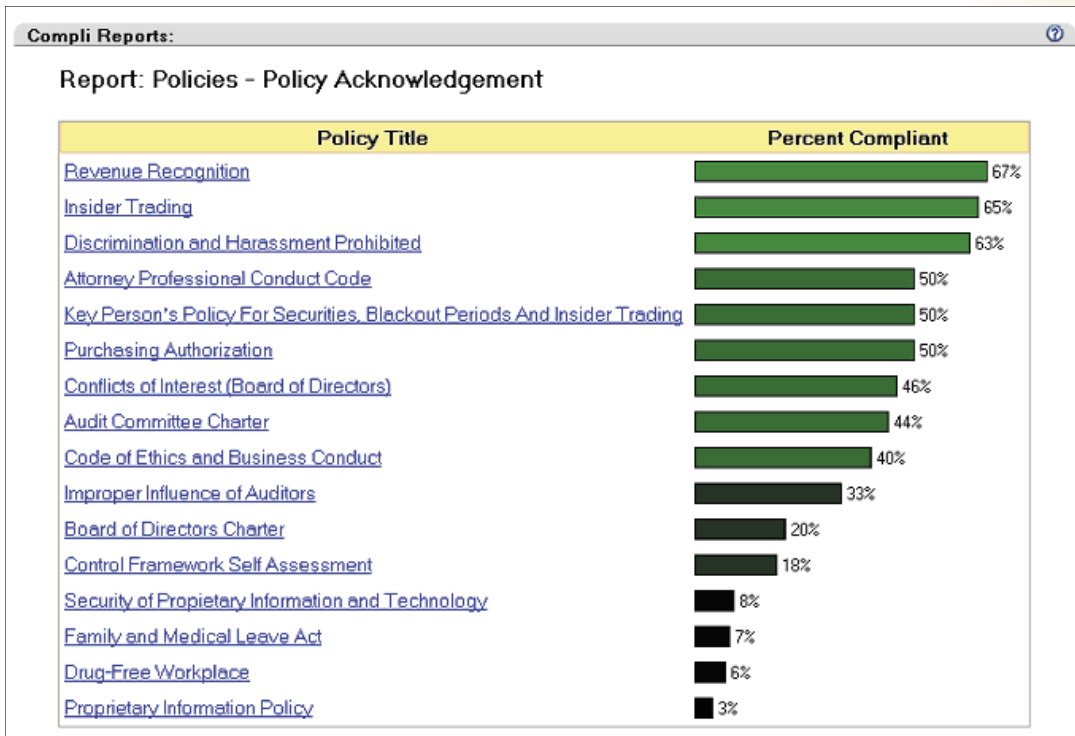 Compli Reports:
Report: Policies - Policy Acknowledgement
Policy Title Percent Compliant
Revenue Recognition 67%
Insider Trading 65%
Discrimination and Harassment Prohibited 63%
Attorney Professional Conduct Code 50%
Key Person's Policy For Securities, Blackout Periods And Insider Trading 50%
Purchasing Authorization 50%
Conflicts of Interest (Board of Directors) 46%
Audit Committee Charter 44%
Code of Ethics and Business Conduct 40%
Improper Influence of Auditors 33%
Board of Directors Charter 20%
Control Framework Self Assessment 18%
Security of Propietary Information and Technology 8%
Family and Medical Leave Act 7%
Drug-Free Workplace 6%
Proprietary Information Policy 3%